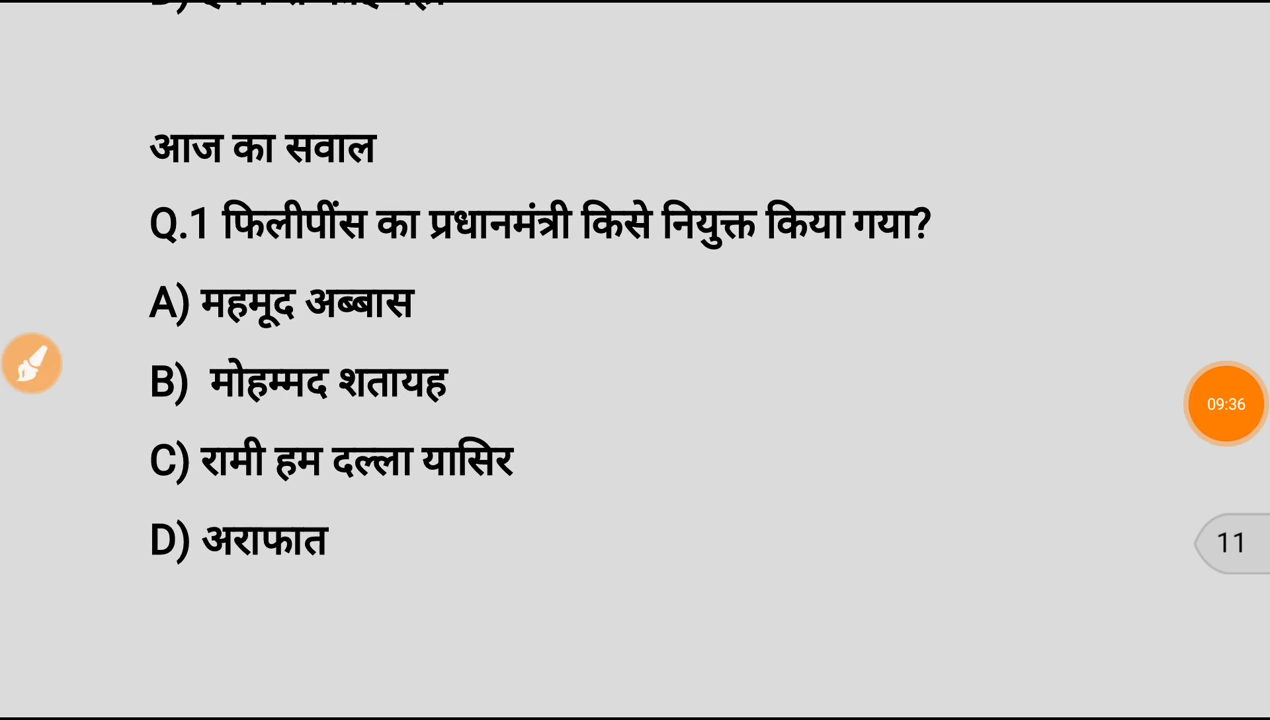 आज का सवाल
Q.1 फिलीपींस का प्रधानमंत्री किसे नियुक्त किया गया?
A) महमूद अब्बास
B) मोहम्मद शतायह
09:36
C) रामी हम दल्ला यासिर
D) अराफात
11